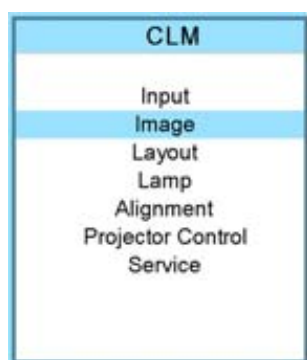 CLM
Input
Image
Layout
Lamp
Alignment
Projector Control
Service